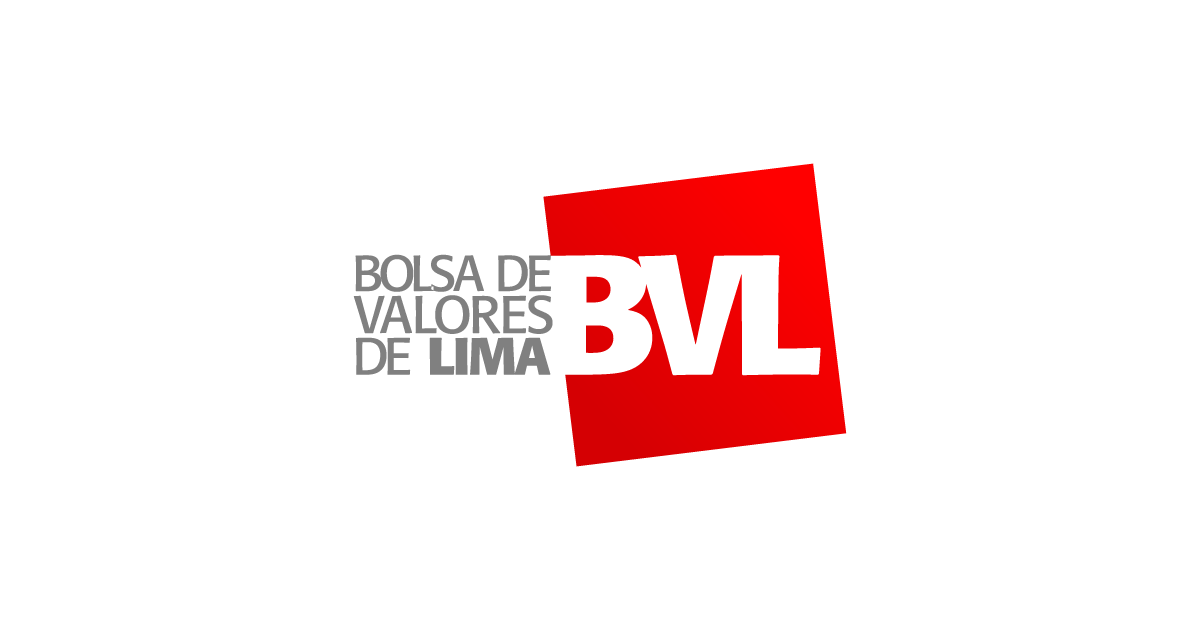 BOLSA DE
VALORES
DE LIMA
BVL